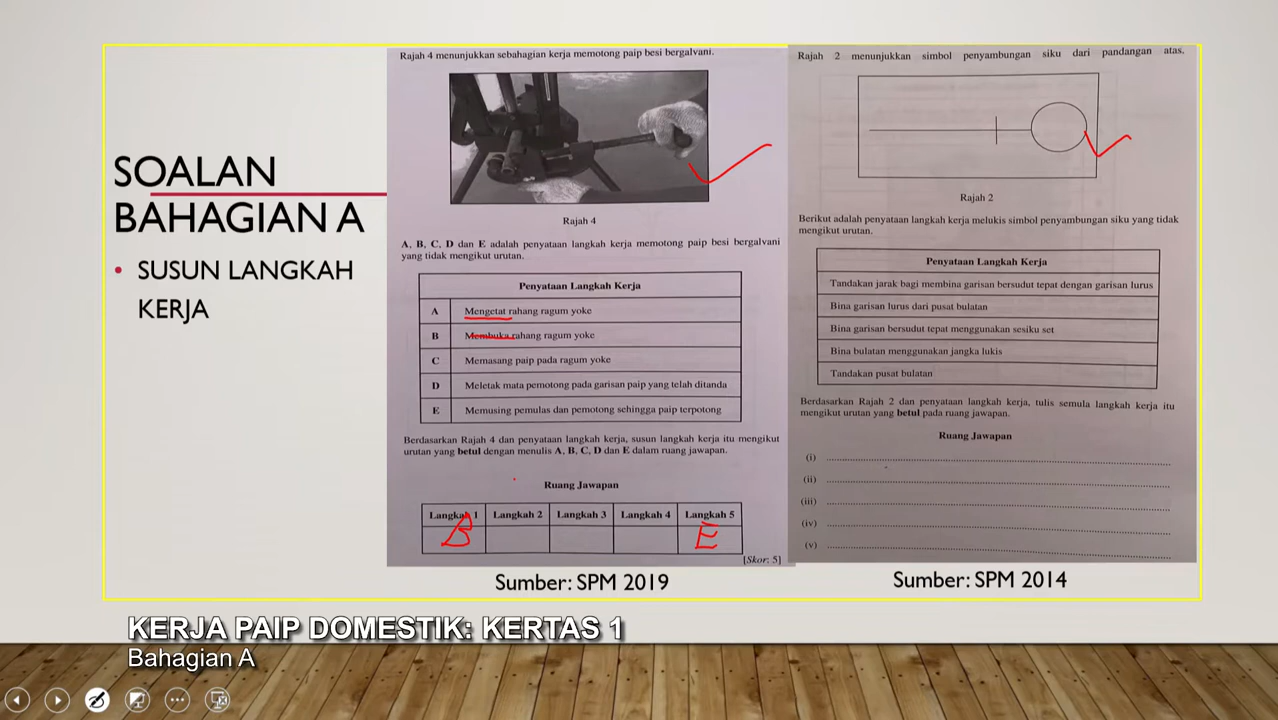 SOALAN
BAHAGIAN A
• SUSUN LANGKAH
KERJA
Rajah 4 menunjukkan sebahagian kerja memotong paip besi bergalvani.
Rajah 4
A, B, C, D dan E adalah penyataan langkah kerja memotong paip besi bergalvani
yang tidak mengikut urutan.
Penyataan Langkah Kerja
A Mengetat rahang ragum yoke
B Membuka rahang ragum yoke
C Memasang paip pada ragum yoke
D Meletak mata pemotong pada garisan paip yang telah ditanda
E Memusing pemulas dan pemotong sehingga paip terpotong
Berdasarkan Rajah 4 dan penyataan langkah kerja, susun langkah kerja itu mengikut
urutan yang betul dengan menulis A, B, C, D dan E dalam ruang jawapan.
Ruang Jawapan
Langkah 1 Langkah 2 Langkah 3 Langkah 4 Langkah 5
B E
[Skor: 5]
Sumber: SPM 2019
Rajah 2 menunjukkan simbol penyambungan siku dari pandangan atas.
Rajah 2
Berikut adalah penyataan langkah kerja melukis simbol penyambungan siku yang tidak
mengikut urutan.
Penyataan Langkah Kerja
Tandakan jarak bagi membina garisan bersudut tepat dengan garisan lurus
Bina garisan lurus dari pusat bulatan
Bina garisan bersudut tepat menggunakan sesiku set
Bina bulatan menggunakan jangka lukis
Tandakan pusat bulatan
Berdasarkan Rajah 2 dan penyataan langkah kerja, tulis semula langkah kerja itu
mengikut urutan yang betul pada ruang jawapan.
Ruang Jawapan
(i)
(ii)
(iii)
(iv)
(v)
Sumber: SPM 2014
KERJA PAIP DOMESTIK: KERTAS 1
Bahagian A